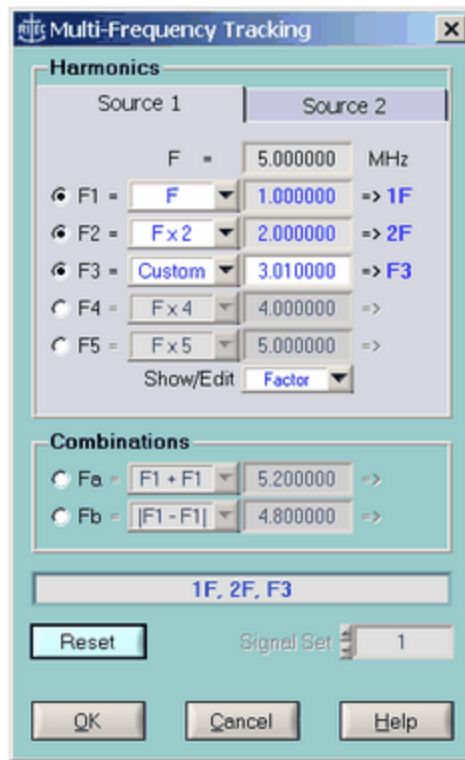 Multi-Frequency Tracking
Harmonics
Source 1 Source 2
F = 5.000000 MHz
F1 = F 1.000000 => 1F
F2 = F x 2 2.000000 => 2F
F3 = Custom 3.010000 => F3
F4 = F x 4 4.000000 =>
F5 = F x 5 5.000000 =>
Show/Edit Factor
Combinations
Fa = F1 + F1 5.200000 =>
Fb = |F1 - F1| 4.800000 =>
1F, 2F, F3
Reset Signal Set 1
OK Cancel Help